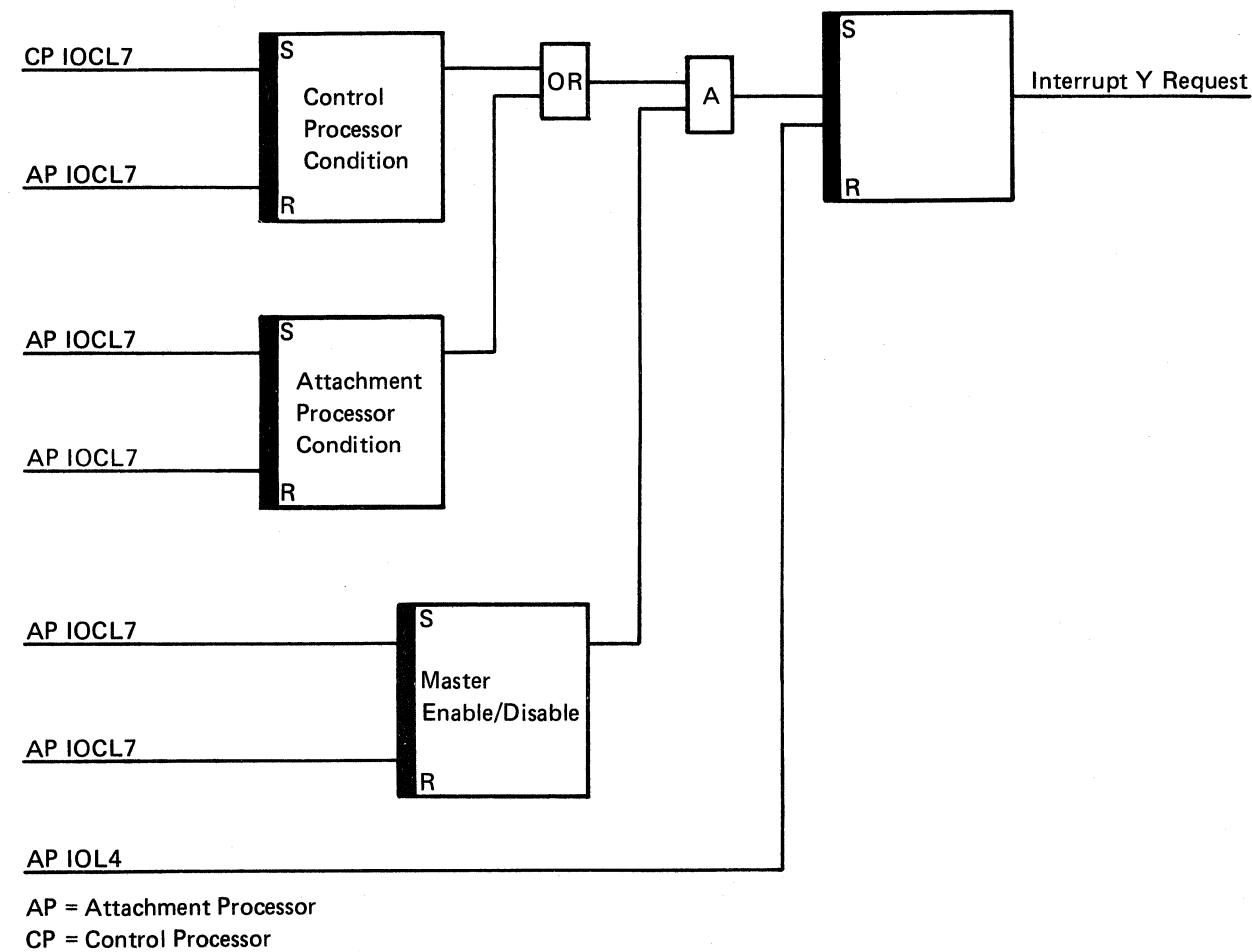 CP IOCL7
S
Control
Processor
Condition
AP IOCL7
R
OR
A
S
R
Interrupt Y Request
AP IOCL7
S
Attachment
Processor
Condition
AP IOCL7
R
AP IOCL7
S
Master
Enable/Disable
AP IOCL7
R
AP IOL4
AP = Attachment Processor
CP = Control Processor